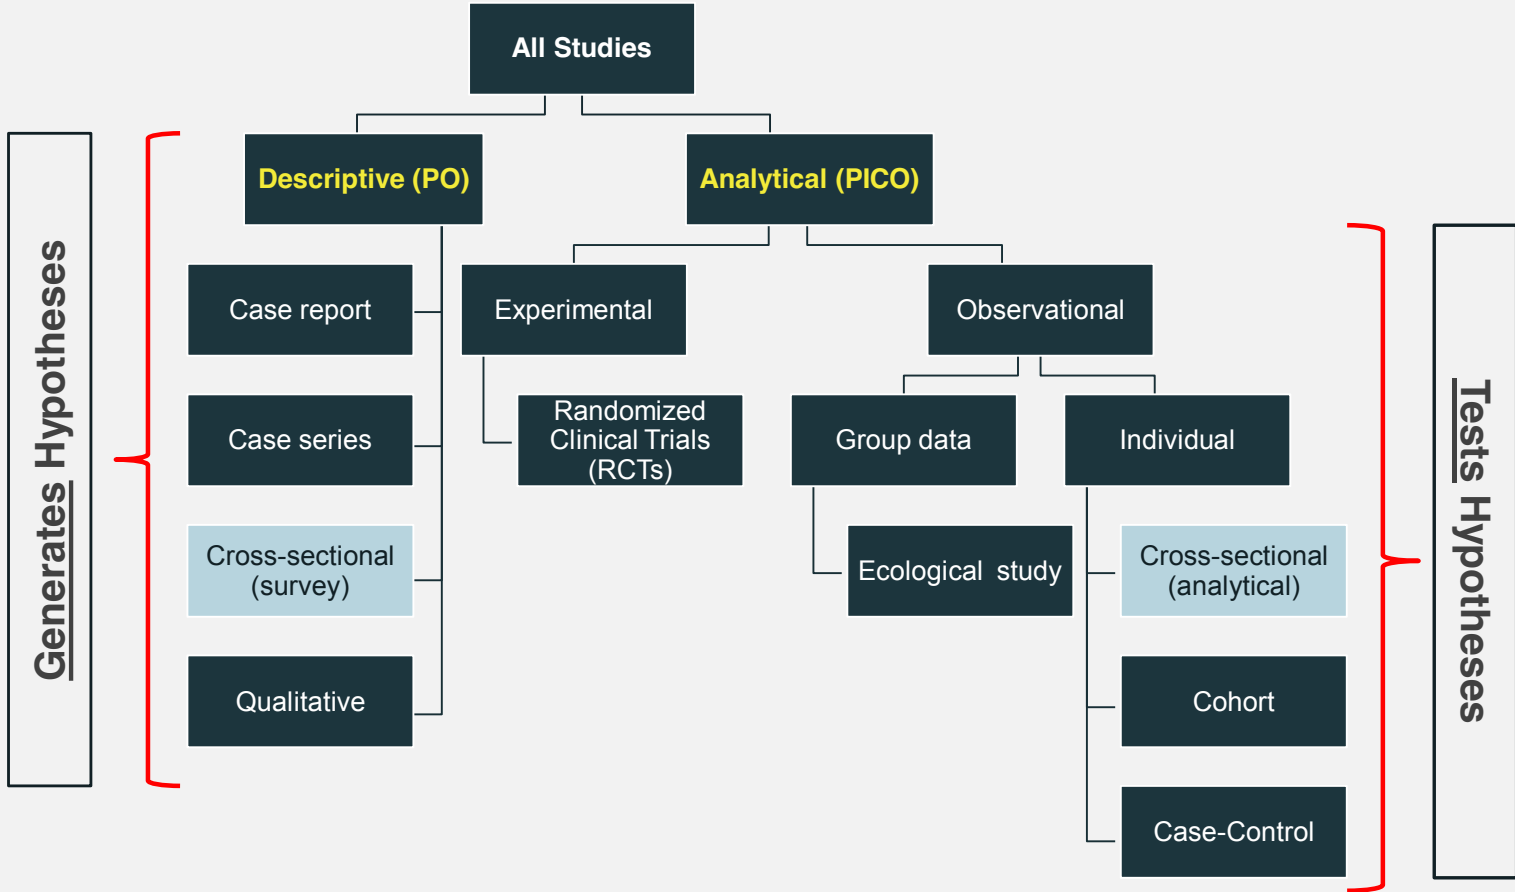 All Studies
Generates Hypotheses
Descriptive (PO)
Analytical (PICO)
Case report
Experimental
Observational
Case series
Randomized
Clinical Trials
(RCTs)
Group data
Individual
Cross-sectional
(survey)
Ecological study
Cross-sectional
(analytical)
Qualitative
Cohort
Case-Control
Tests Hypotheses